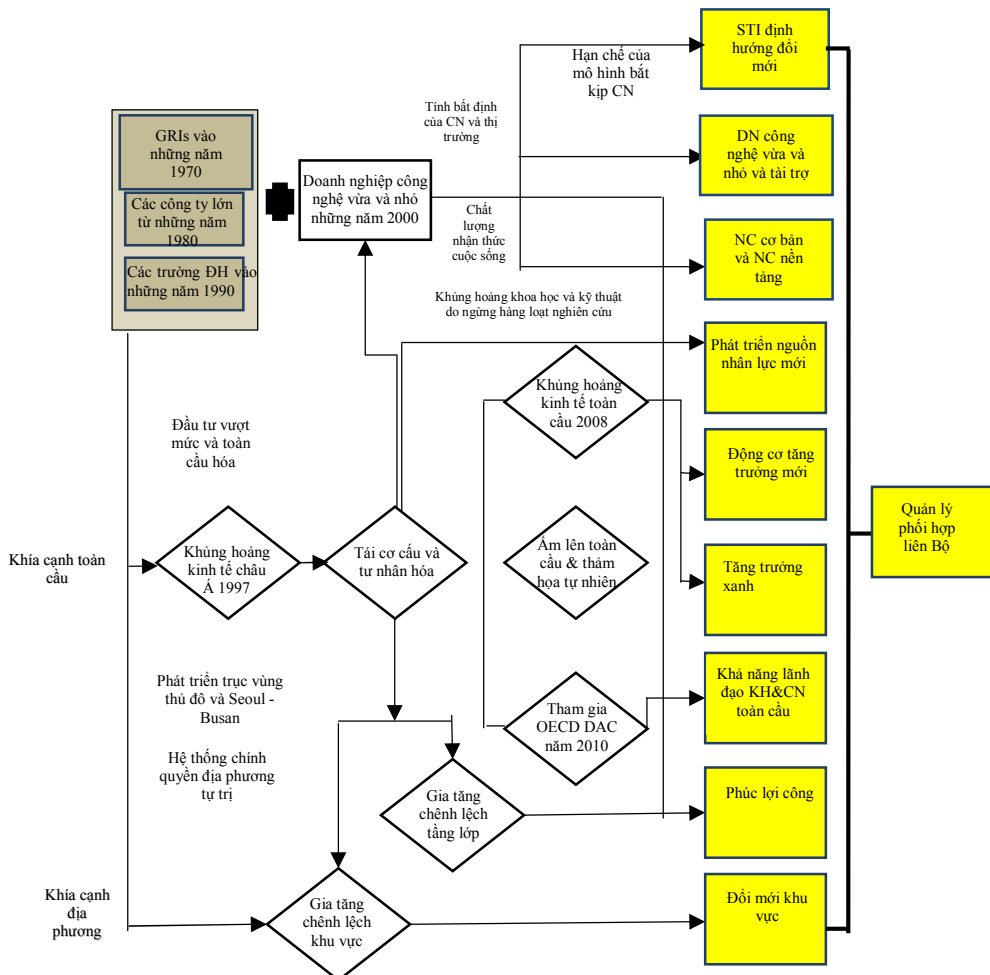 STI định
hướng đổi
mới
Hạn chế của
mô hình bắt
kịp CN
Tính bất định
của CN và thị
trường
GRIs vào
những năm
1970
DN công
nghệ vừa và
nhỏ và tài trợ
Doanh nghiệp công
nghệ vừa và nhỏ
những năm 2000
Các công ty lớn
từ những năm
1980
Chất
lượng
nhận thức
cuộc sống
NC cơ bản
và NC nền
tảng
Các trường ĐH vào
những năm 1990
Khủng hoảng khoa học và kỹ thuật
do ngừng hàng loạt nghiên cứu
Phát triển nguồn
nhân lực mới
Khủng hoảng
kinh tế toàn
cầu 2008
Đầu tư vượt
mức và toàn
cầu hóa
Động cơ tăng
trưởng mới
Quản lý
phối hợp
liên Bộ
Khía cạnh toàn
cầu
Khủng hoảng
kinh tế châu
Á 1997
Tái cơ cấu và
tư nhân hóa
Ấm lên toàn
cầu & thảm
họa tự nhiên
Tăng trưởng
xanh
Phát triển trục vùng
thủ đô và Seoul -
Busan
Khả năng lãnh
đạo KH&CN
toàn cầu
Tham gia
OECD DAC
năm 2010
Hệ thống chính
quyền địa phương
tự trị
Gia tăng
chênh lệch
tầng lớp
Phúc lợi công
Khía cạnh
địa
phương
Gia tăng
chênh lệch
khu vực
Đổi mới khu
vực